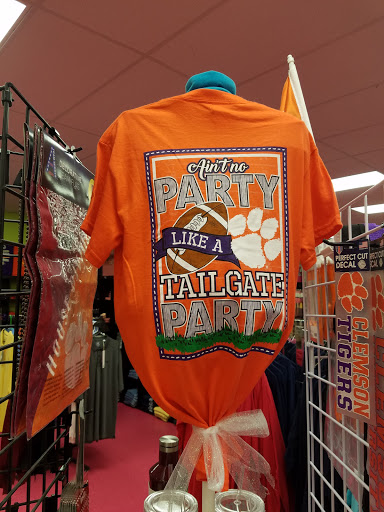 Ain't no
PARTY
LIKE A
TAILGATE
PARTY
PERFECT CUT
DECAL
CLEMSON
TIGERS